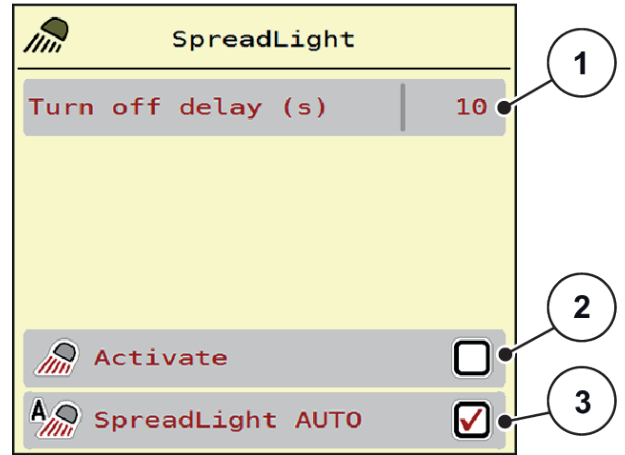 SpreadLight
Turn off delay (s) 10
1
Activate
2
A SpreadLight AUTO
3